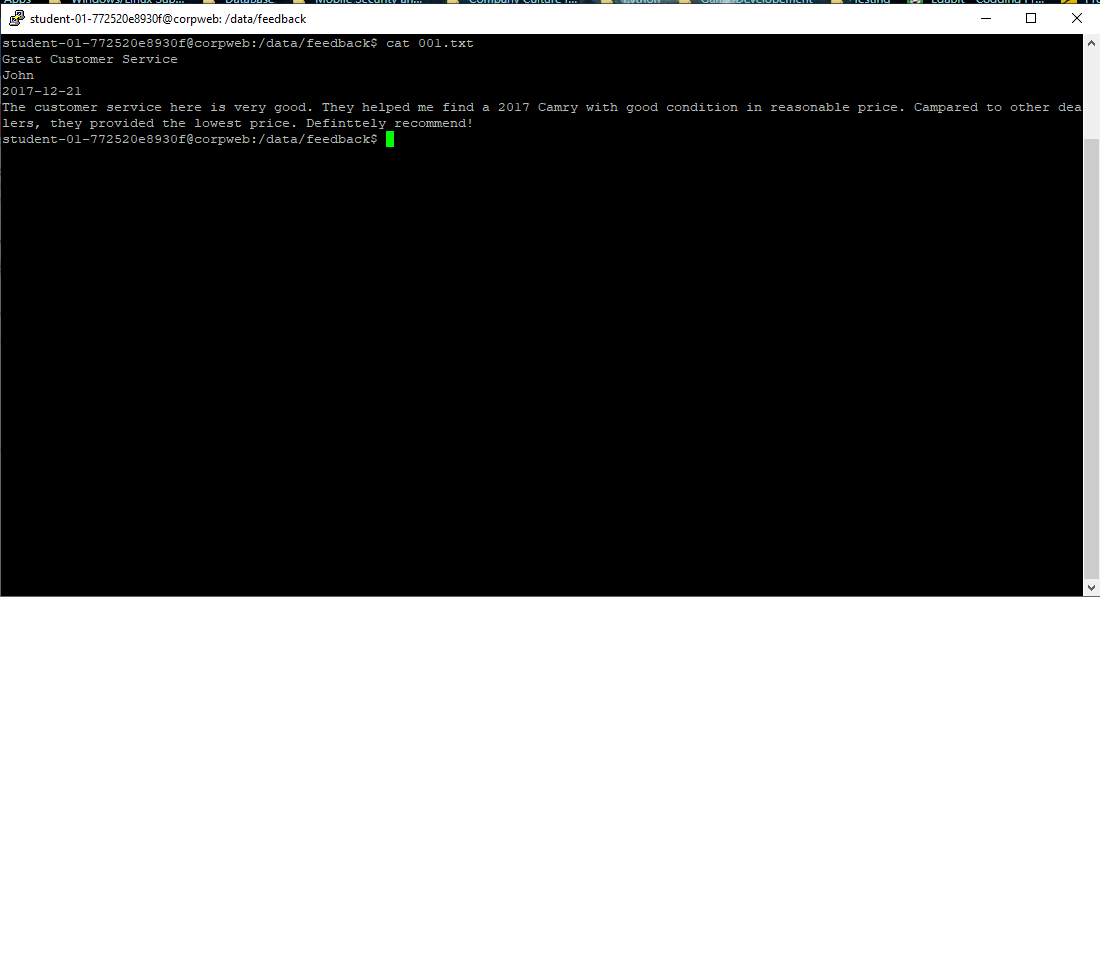 student-01-772520e8930f@corpweb: /data/feedback
student-01-772520e8930f@corpweb:/data/feedback$ cat 001.txt
Great Customer Service
John
2017-12-21
The customer service here is very good. They helped me find a 2017 Camry with good condition in reasonable price. Campared to other dea
lers, they provided the lowest price. Definttely recommend!
student-01-772520e8930f@corpweb:/data/feedback$